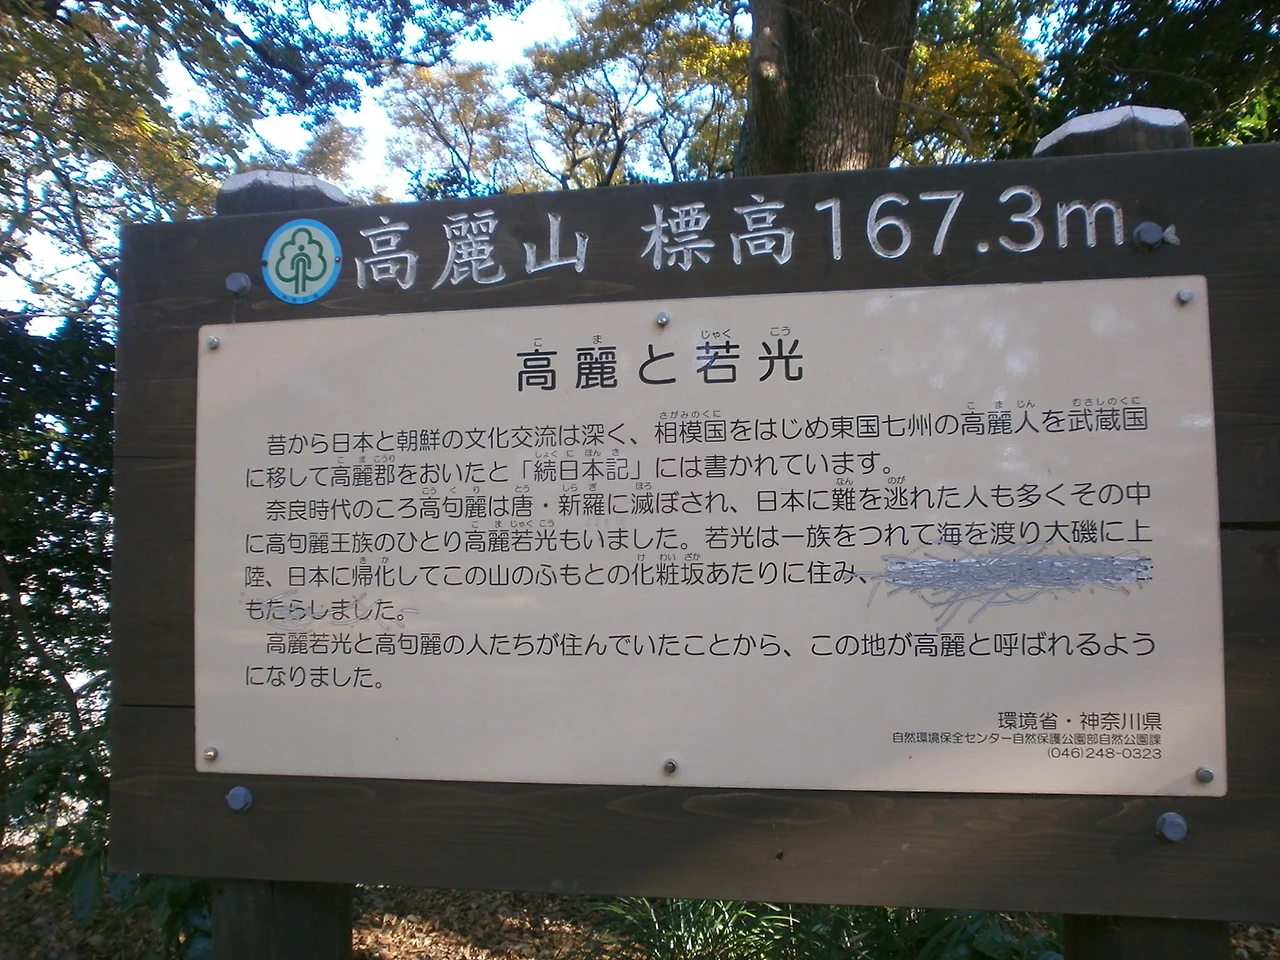 高麗山 標高167.3m
高麗と若光
昔から日本と朝鮮の文化交流は深く、相模国をはじめ東国七州の高麗人を武蔵国
に移して高麗郡をおいたと「続日本記」には書かれています。
奈良時代のころ高句麗は唐・新羅に滅ぼされ、日本に難を逃れた人も多くその中
に高句麗王族のひとり高麗若光もいました。若光は一族をつれて海を渡り大磯に上
陸、日本に帰化してこの山のふもとの化粧坂あたりに住み、
もたらしました。
高麗若光と高句麗の人たちが住んでいたことから、この地が高麗と呼ばれるよう
になりました。
環境省・神奈川県
自然環境保全センター自然保護公園部自然公園課
(046)248-0323